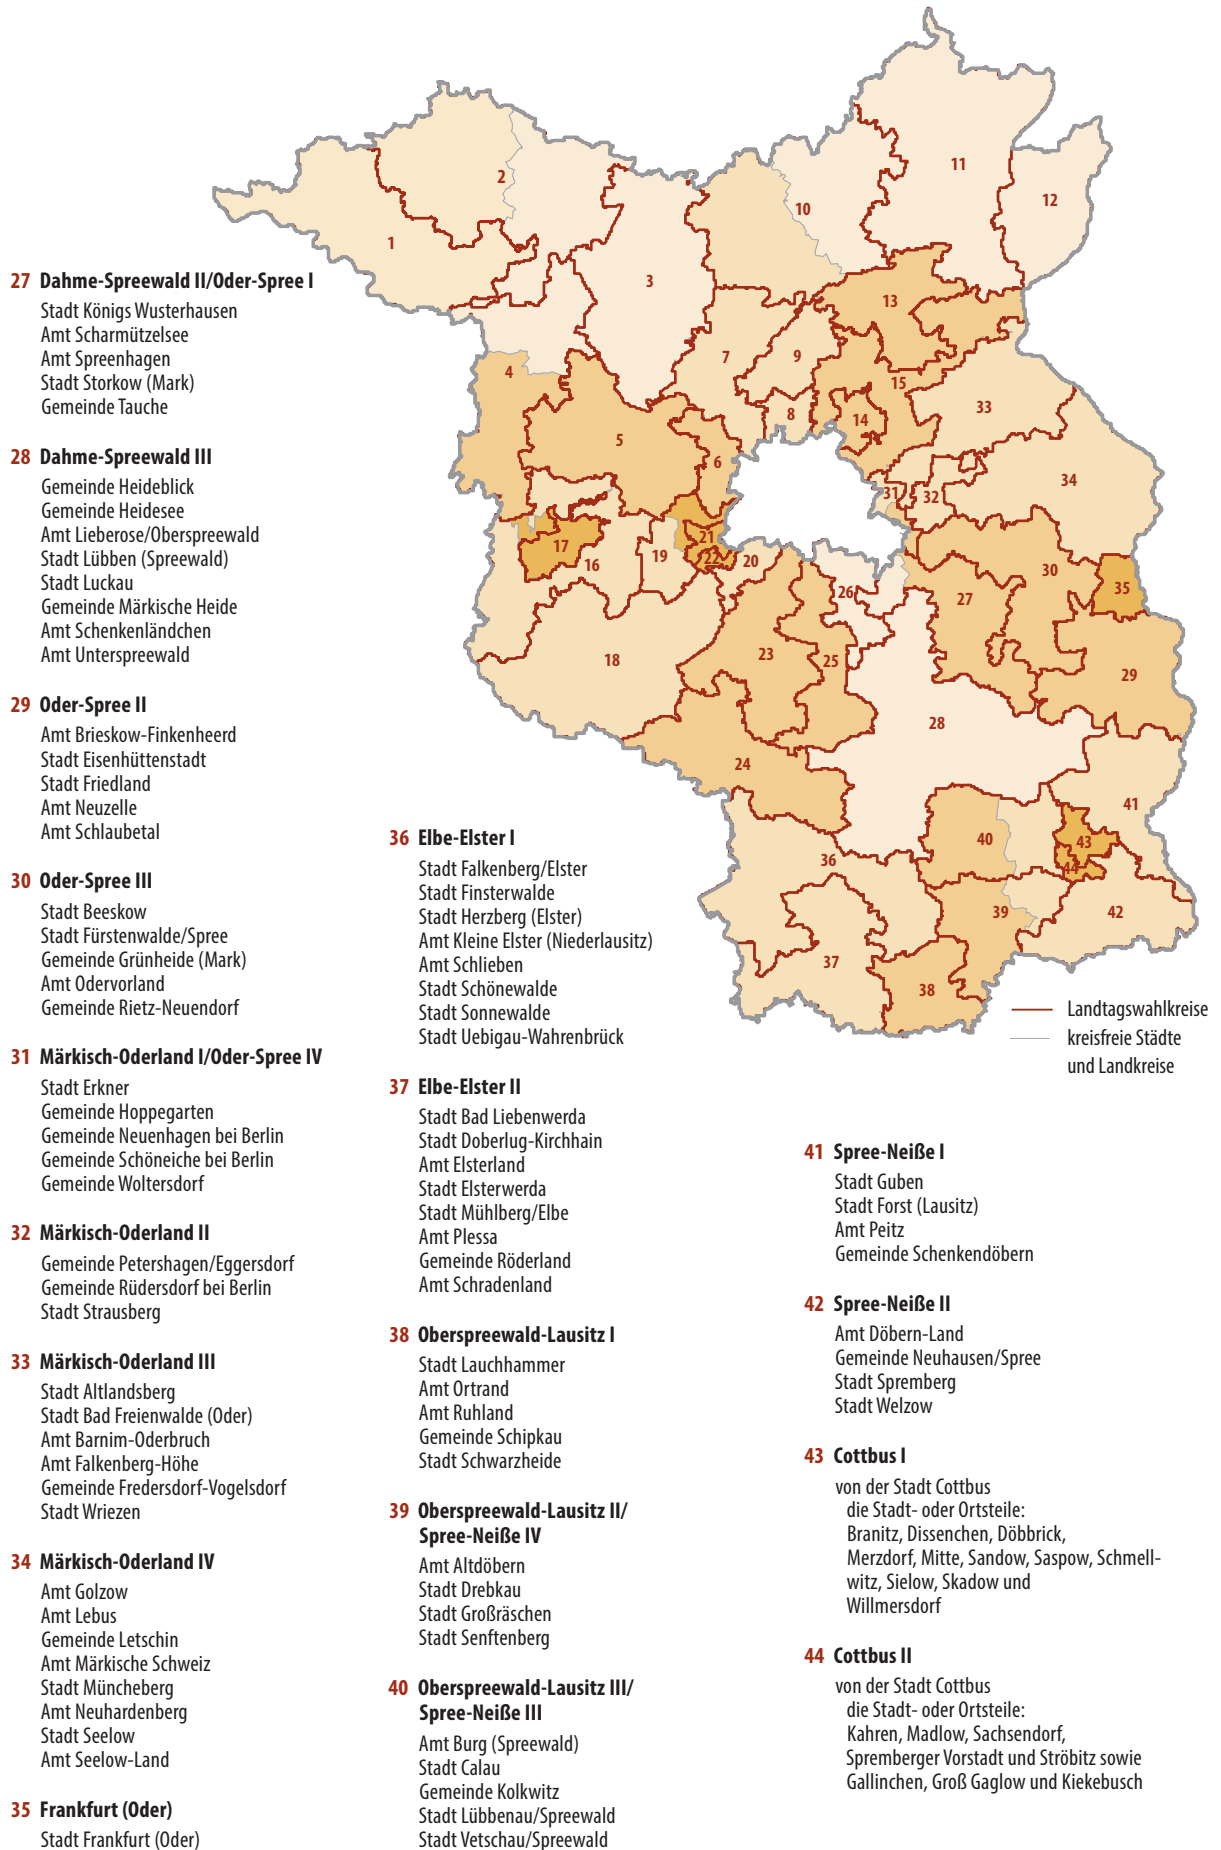 27 Dahme-Spreewald II/Oder-Spree I
Stadt Königs Wusterhausen
Amt Scharmützelsee
Amt Spreenhagen
Stadt Storkow (Mark)
Gemeinde Tauche
28 Dahme-Spreewald III
Gemeinde Heideblick
Gemeinde Heidesee
Amt Lieberose/Oberspreewald
Stadt Lübben (Spreewald)
Stadt Luckau
Gemeinde Märkische Heide
Amt Schenkenländchen
Amt Unterspreewald
29 Oder-Spree II
Amt Brieskow-Finkenheerd
Stadt Eisenhüttenstadt
Stadt Friedland
Amt Neuzelle
Amt Schlaubetal
30 Oder-Spree III
Stadt Beeskow
Stadt Fürstenwalde/Spree
Gemeinde Grünheide (Mark)
Amt Odervorland
Gemeinde Rietz-Neuendorf
31 Märkisch-Oderland I/Oder-Spree IV
Stadt Erkner
Gemeinde Hoppegarten
Gemeinde Neuenhagen bei Berlin
Gemeinde Schöneiche bei Berlin
Gemeinde Woltersdorf
32 Märkisch-Oderland II
Gemeinde Petershagen/Eggersdorf
Gemeinde Rüdersdorf bei Berlin
Stadt Strausberg
33 Märkisch-Oderland III
Stadt Altlandsberg
Stadt Bad Freienwalde (Oder)
Amt Barnim-Oderbruch
Amt Falkenberg-Höhe
Gemeinde Fredersdorf-Vogelsdorf
Stadt Wriezen
34 Märkisch-Oderland IV
Amt Golzow
Amt Lebus
Gemeinde Letschin
Amt Märkische Schweiz
Stadt Müncheberg
Amt Neuhardenberg
Stadt Seelow
Amt Seelow-Land
35 Frankfurt (Oder)
Stadt Frankfurt (Oder)
36 Elbe-Elster I
Stadt Falkenberg/Elster
Stadt Finsterwalde
Stadt Herzberg (Elster)
Amt Kleine Elster (Niederlausitz)
Amt Schlieben
Stadt Schönewalde
Stadt Sonnewalde
Stadt Uebigau-Wahrenbrück
37 Elbe-Elster II
Stadt Bad Liebenwerda
Stadt Doberlug-Kirchhain
Amt Elsterland
Stadt Elsterwerda
Stadt Mühlberg/Elbe
Amt Plessa
Gemeinde Röderland
Amt Schradenland
38 Oberspreewald-Lausitz I
Stadt Lauchhammer
Amt Ortrand
Amt Ruhland
Gemeinde Schipkau
Stadt Schwarzheide
39 Oberspreewald-Lausitz II/
Spree-Neiße IV
Amt Altdöbern
Stadt Drebkau
Stadt Großräschen
Stadt Senftenberg
40 Oberspreewald-Lausitz III/
Spree-Neiße III
Amt Burg (Spreewald)
Stadt Calau
Gemeinde Kolkwitz
Stadt Lübbenau/Spreewald
Stadt Vetschau/Spreewald
41 Spree-Neiße I
Stadt Guben
Stadt Forst (Lausitz)
Amt Peitz
Gemeinde Schenkendöbern
42 Spree-Neiße II
Amt Döbern-Land
Gemeinde Neuhausen/Spree
Stadt Spremberg
Stadt Welzow
43 Cottbus I
von der Stadt Cottbus
die Stadt- oder Ortsteile:
Branitz, Dissenchen, Döbbrick,
Merzdorf, Mitte, Sandow, Saspow, Schmell-
witz, Sielow, Skadow und
Willmersdorf
44 Cottbus II
von der Stadt Cottbus
die Stadt- oder Ortsteile:
Kahren, Madlow, Sachsendorf,
Spremberger Vorstadt und Ströbitz sowie
Gallinchen, Groß Gaglow und Kiekebusch
Landtagswahlkreise
kreisfreie Städte
und Landkreise
1
2
3
4
5
6
7
8
9
10
11
12
13
14
15
16
17
18
19
20
21
22
23
24
25
26
27
28
29
30
31
32
33
34
35
36
37
38
39
40
41
42
43
44